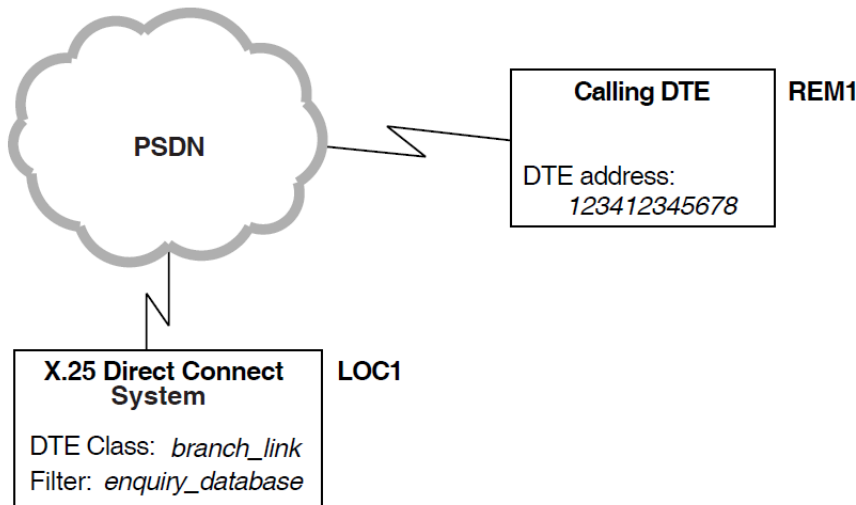 PSDN
Calling DTE
REM1
DTE address:
123412345678
X.25 Direct Connect
System
LOC1
DTE Class: branch_link
Filter: enquiry_database